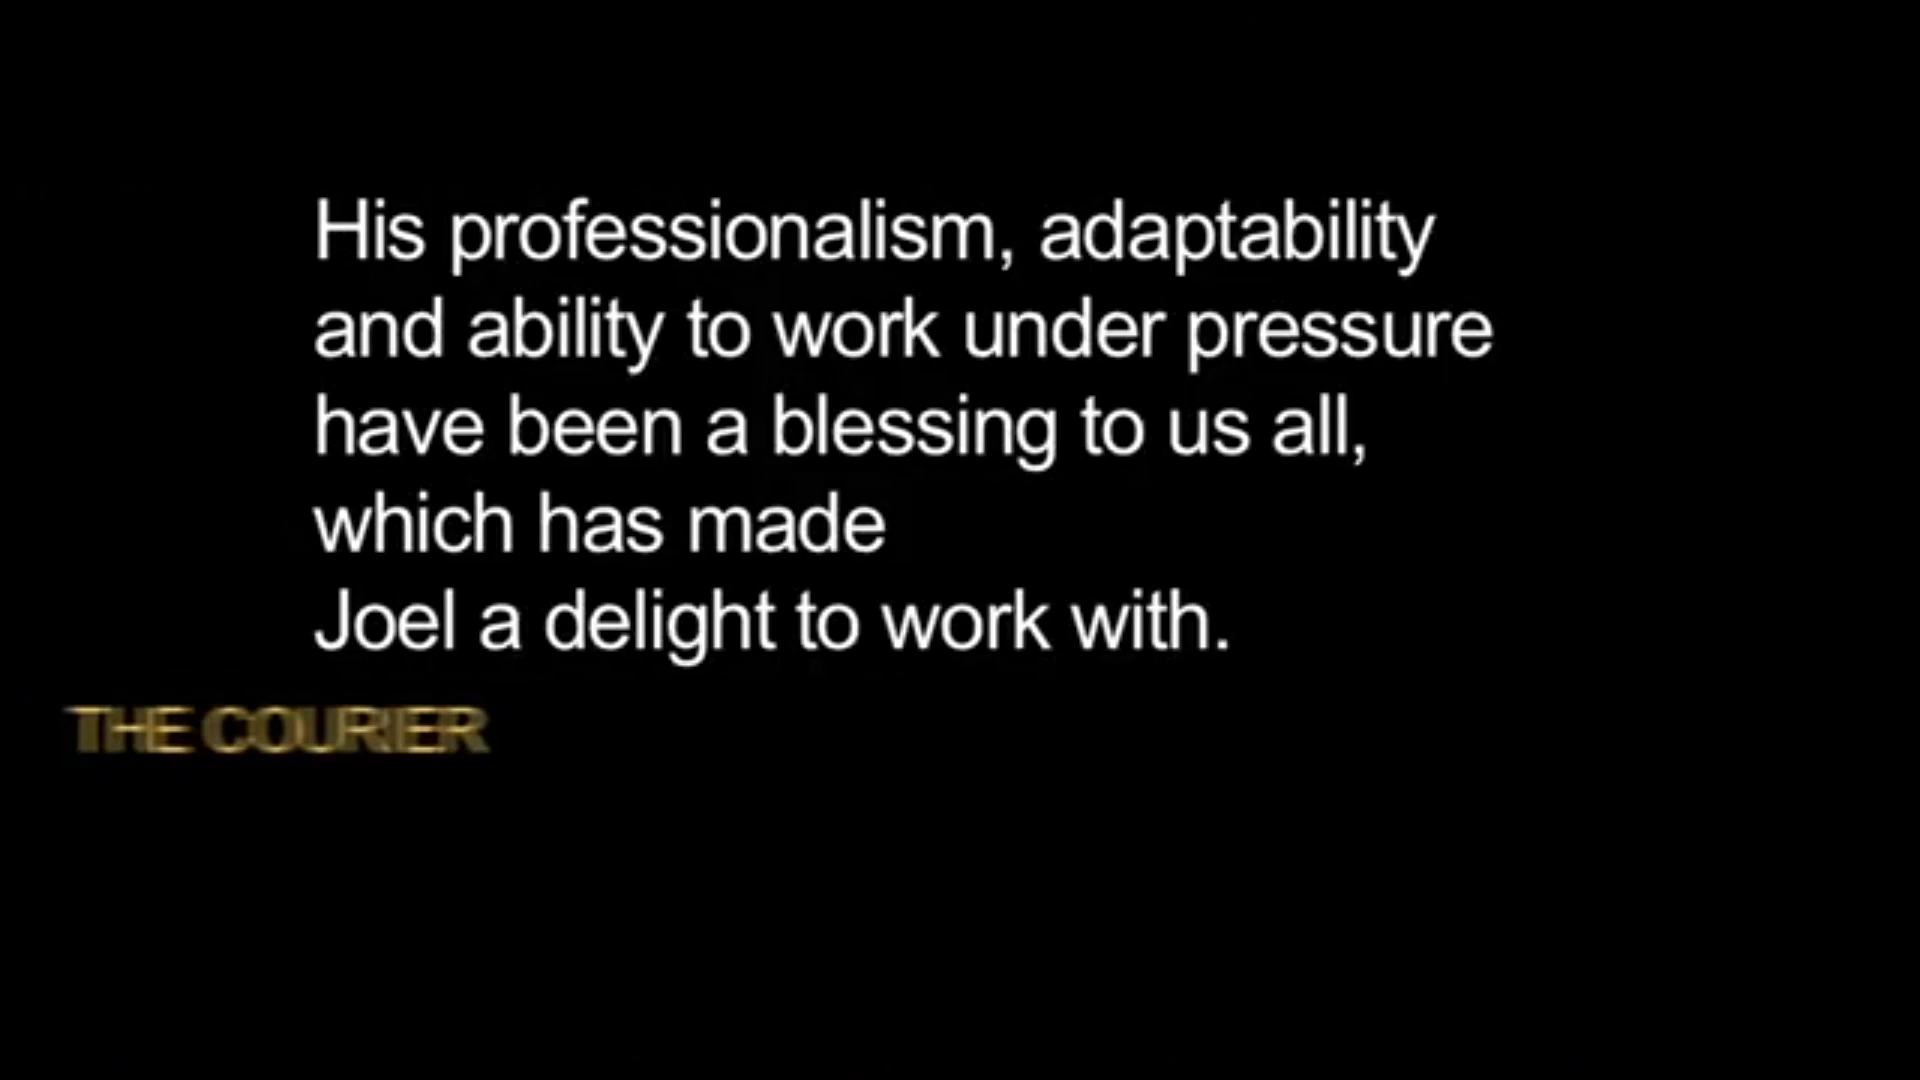 His professionalism, adaptability
and ability to work under pressure
have been a blessing to us all,
which has made
Joel a delight to work with.
THE COURIER